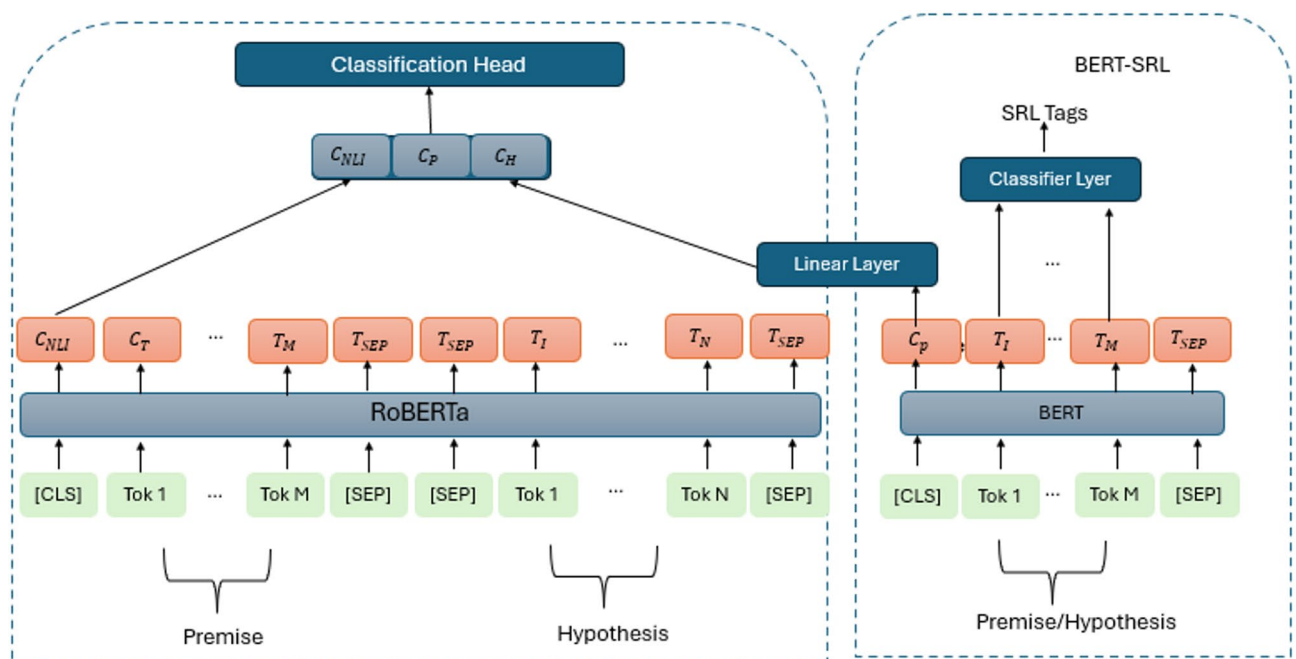 Classification Head
C_NLI C_P C_H
C_NLI C_T ... T_M T_SEP T_SEP T_I ... T_N T_SEP
RoBERTa
[CLS] Tok 1 ... Tok M [SEP] [SEP] Tok 1 ... Tok N [SEP]
Premise
Hypothesis
Linear Layer
BERT-SRL
SRL Tags
Classifier Lyer
...
C_p T_I ... T_M T_SEP
BERT
[CLS] Tok 1 ... Tok M [SEP]
Premise/Hypothesis